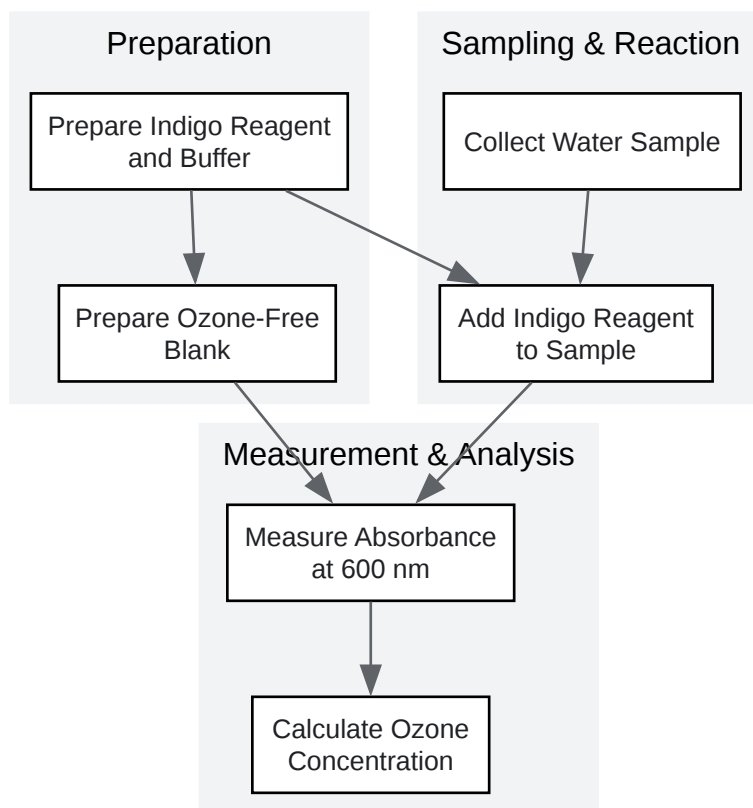 Preparation
Prepare Indigo Reagent
and Buffer
Prepare Ozone-Free
Blank
Sampling & Reaction
Collect Water Sample
Add Indigo Reagent
to Sample
Measurement & Analysis
Measure Absorbance
at 600 nm
Calculate Ozone
Concentration